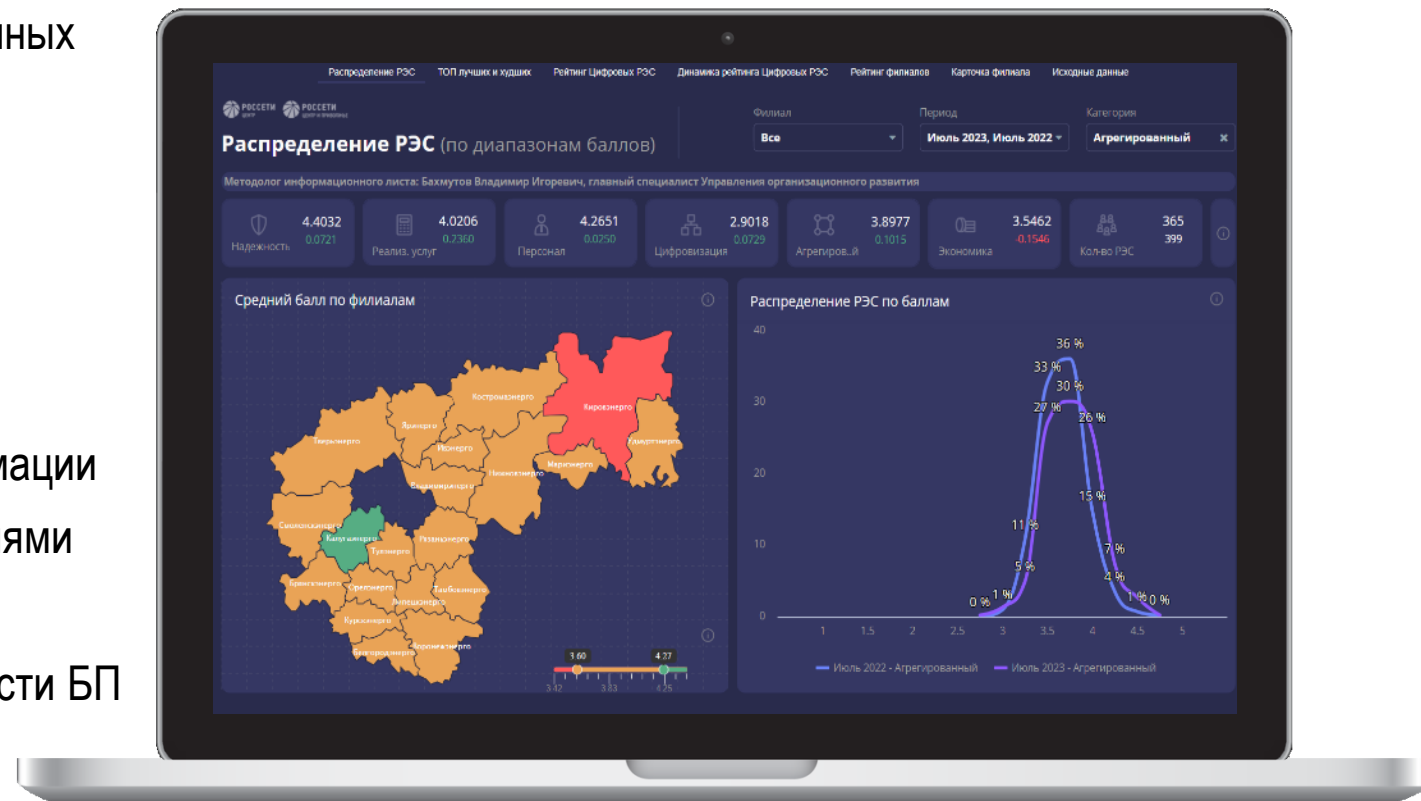 нных
мации
ями
сти БП
Распределение РЭС ТОП лучших и худших Рейтинг Цифровых РЭС Динамика рейтинга Цифровых РЭС Рейтинг филиалов Карточка филиала Исходные данные
РОССЕТИ РОССЕТИ
ЦЕНТР ЦЕНТР И ПРИВОЛЖЬЕ
Распределение РЭС (по диапазонам баллов)
Филиал
Все
Период
Июль 2023, Июль 2022
Категория
Агрегированный
Методолог информационного листа: Бахмутов Владимир Игоревич, главный специалист Управления организационного развития
4.4032
0.0721
Надежность
4.0206
0.2360
Реализ. услуг
4.2651
0.0250
Персонал
2.9018
0.0729
Цифровизация
3.8977
0.1015
Агрегиров...й
3.5462
-0.1546
Экономика
365
399
Кол-во РЭС
Средний балл по филиалам
Костромаэнерго
Кировэнерго
Тверьэнерго
Ярэнерго
Ивэнерго
Удмуртэнерго
Мариэнерго
Нижновэнерго
Владимирэнерго
Смоленскэнерго
Калугаэнерго
Тулэнерго
Рязаньэнерго
Брянскэнерго
Орелэнерго
Тамбовэнерго
Липецкэнерго
Курскэнерго
Белгородэнерго
Воронежэнерго
3.60 4.27
3.42 3.83 4.25
Распределение РЭС по баллам
40
30
20
10
0
36 %
33 %
30 %
27 %
26 %
15 %
11 %
7 %
5 %
4 %
0 %
1 %
1 %
0 %
1 1.5 2 2.5 3 3.5 4 4.5 5
Июль 2022 - Агрегированный Июль 2023 - Агрегированный